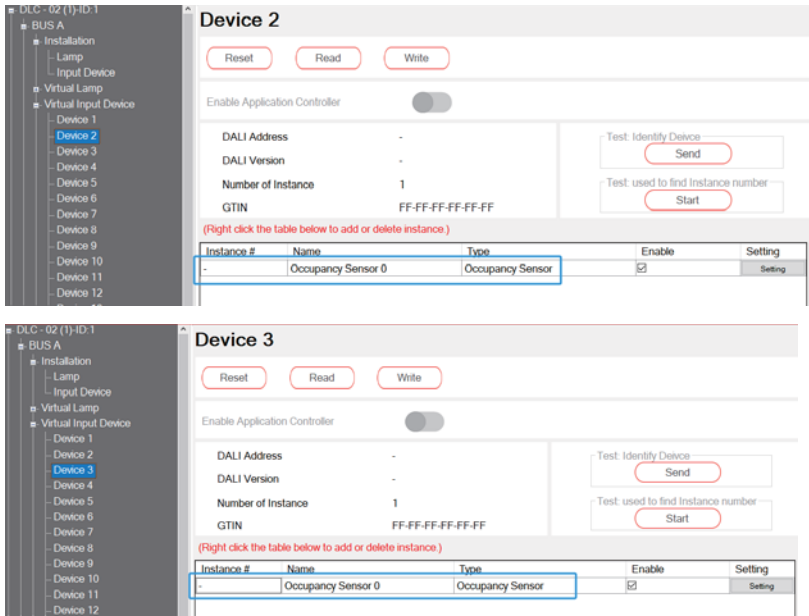 DLC - 02 (1)-ID:1
BUS A
Installation
Lamp
Input Device
Virtual Lamp
Virtual Input Device
Device 1
Device 2
Device 3
Device 4
Device 5
Device 6
Device 7
Device 8
Device 9
Device 10
Device 11
Device 12
Device 2
Reset Read Write
Enable Application Controller
DALI Address -
DALI Version -
Number of Instance 1
GTIN FF-FF-FF-FF-FF-FF
Test: Identify Deivce
Send
Test: used to find Instance number
Start
(Right click the table below to add or delete instance.)
Instance # Name Type Enable Setting
- Occupancy Sensor 0 Occupancy Sensor Setting
DLC - 02 (1)-ID:1
BUS A
Installation
Lamp
Input Device
Virtual Lamp
Virtual Input Device
Device 1
Device 2
Device 3
Device 4
Device 5
Device 6
Device 7
Device 8
Device 9
Device 10
Device 11
Device 12
Device 3
Reset Read Write
Enable Application Controller
DALI Address -
DALI Version -
Number of Instance 1
GTIN FF-FF-FF-FF-FF-FF
Test: Identify Deivce
Send
Test: used to find Instance number
Start
(Right click the table below to add or delete instance.)
Instance # Name Type Enable Setting
- Occupancy Sensor 0 Occupancy Sensor Setting